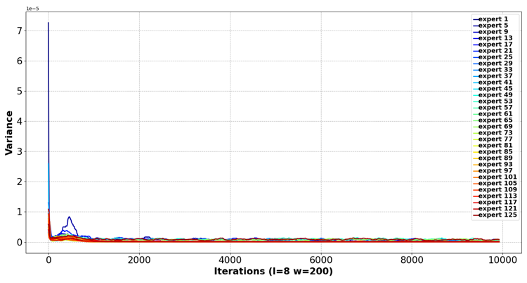 1e−5
7
6
5
4
3
2
1
0
Variance
0
2000
4000
6000
8000
10000
Iterations (l=8 w=200)
expert 1
expert 5
expert 9
expert 13
expert 17
expert 21
expert 25
expert 29
expert 33
expert 37
expert 41
expert 45
expert 49
expert 53
expert 57
expert 61
expert 65
expert 69
expert 73
expert 77
expert 81
expert 85
expert 89
expert 93
expert 97
expert 101
expert 105
expert 109
expert 113
expert 117
expert 121
expert 125